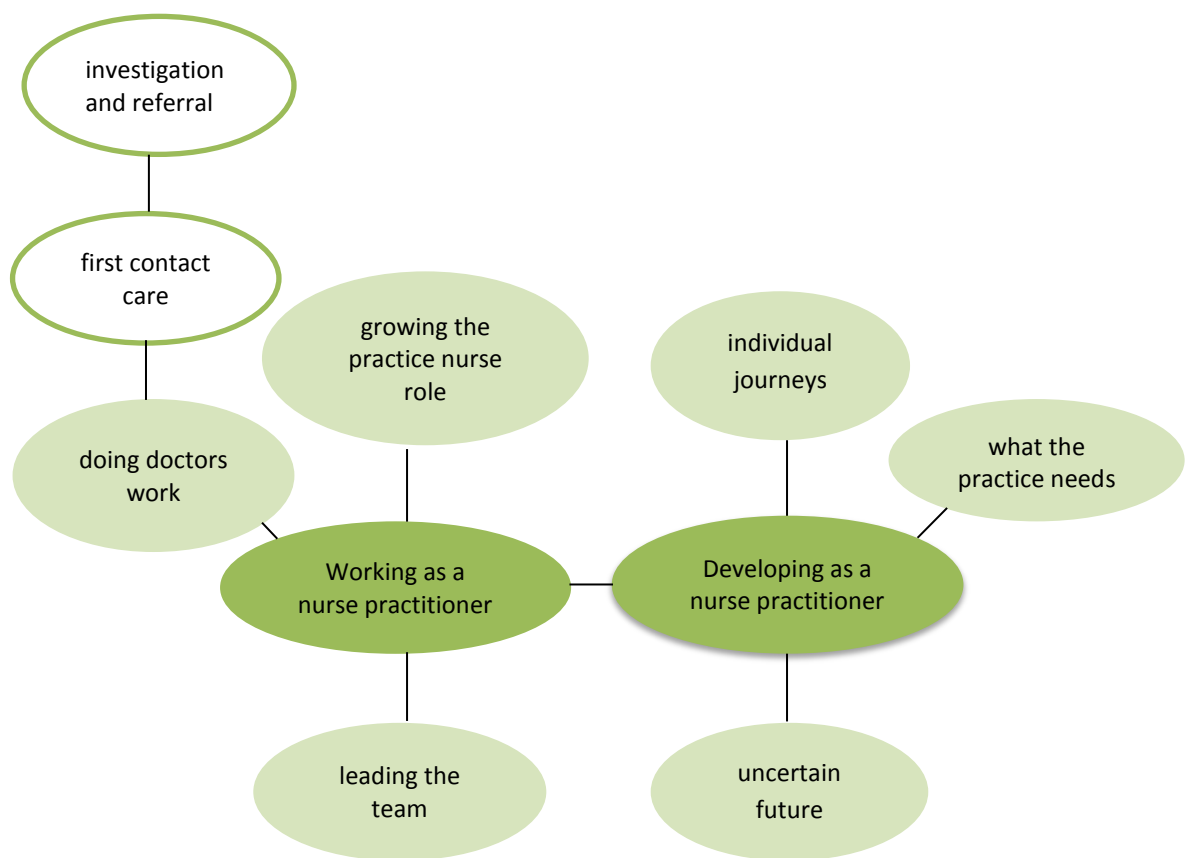 investigation
and referral
first contact
care
growing the
practice nurse
role
individual
journeys
doing doctors
work
what the
practice needs
Working as a
nurse practitioner
Developing as a
nurse practitioner
leading the
team
uncertain
future